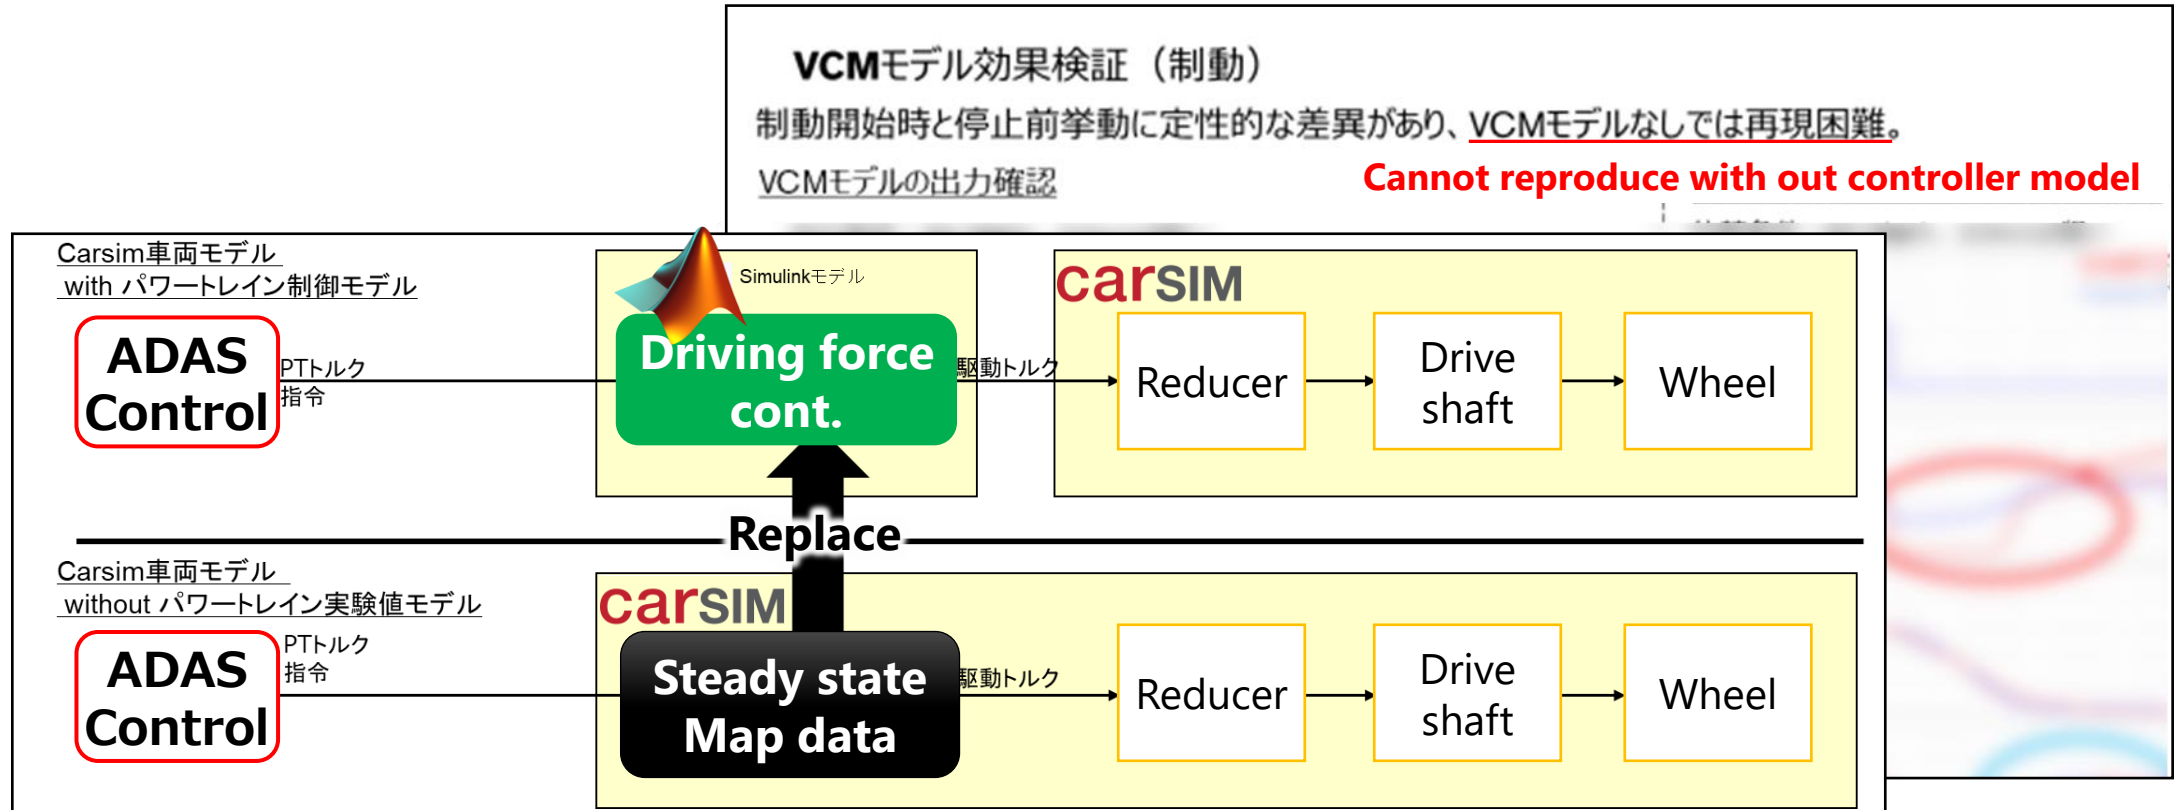 VCMモデル効果検証（制動）
制動開始時と停止前挙動に定性的な差異があり、VCMモデルなしでは再現困難。
VCMモデルの出力確認
Cannot reproduce with out controller model
Carsim車両モデル
with パワートレイン制御モデル
ADAS
Control
PTトルク
指令
Simulinkモデル
Driving force
cont.
駆動トルク
carSIM
Reducer
Drive
shaft
Wheel
Replace
Carsim車両モデル
without パワートレイン実験値モデル
ADAS
Control
PTトルク
指令
carSIM
Steady state
Map data
駆動トルク
Reducer
Drive
shaft
Wheel